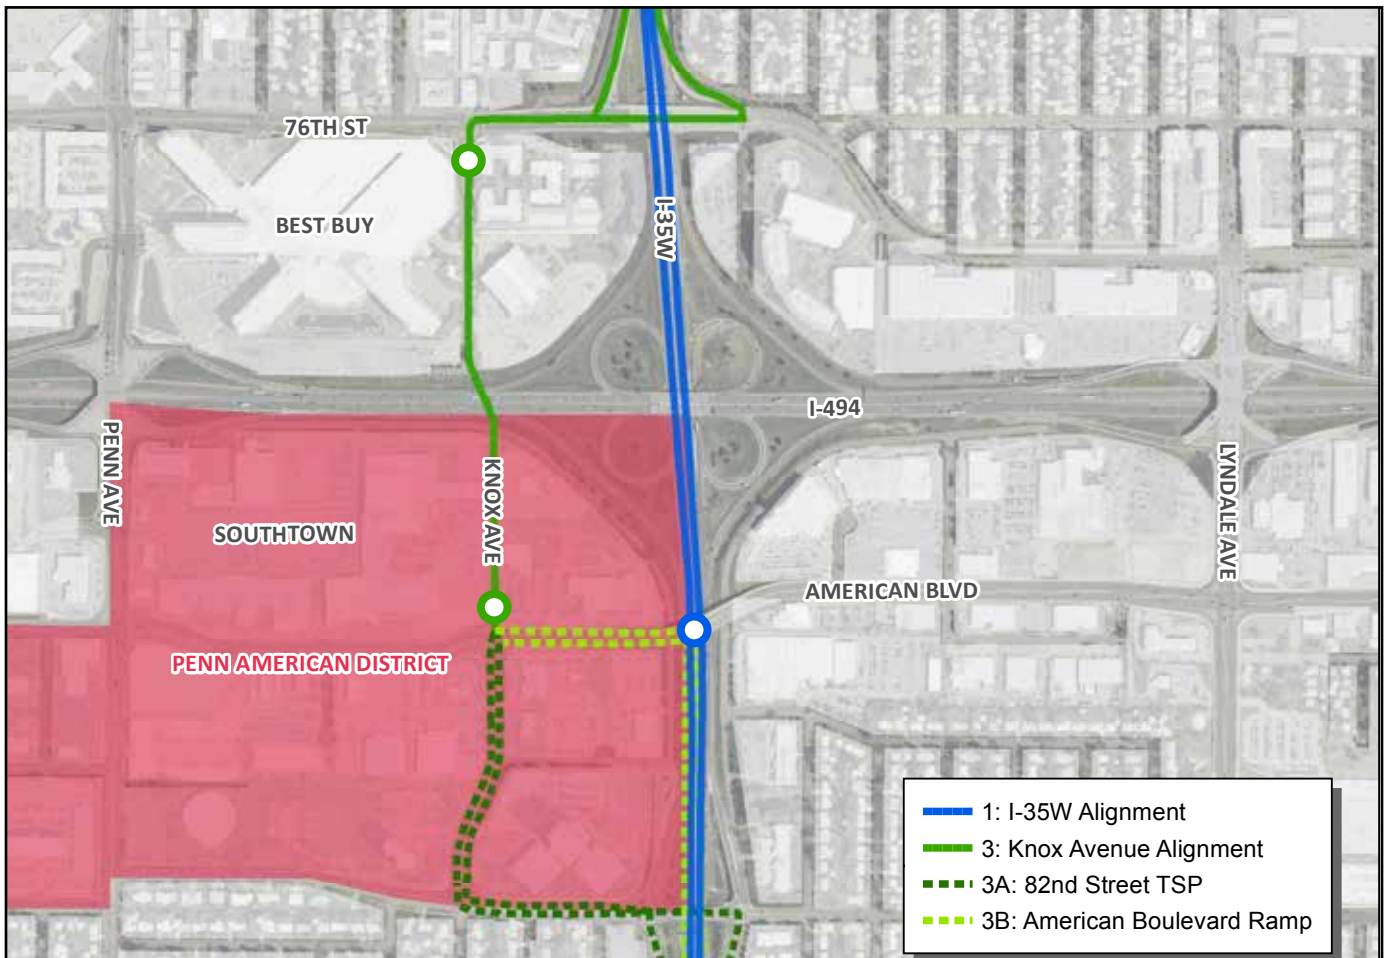 76TH ST
BEST BUY
I-35W
I-494
PENN AVE
KNOX AVE
LYNDALE AVE
SOUTHTOWN
AMERICAN BLVD
PENN AMERICAN DISTRICT
1: I-35W Alignment
3: Knox Avenue Alignment
3A: 82nd Street TSP
3B: American Boulevard Ramp